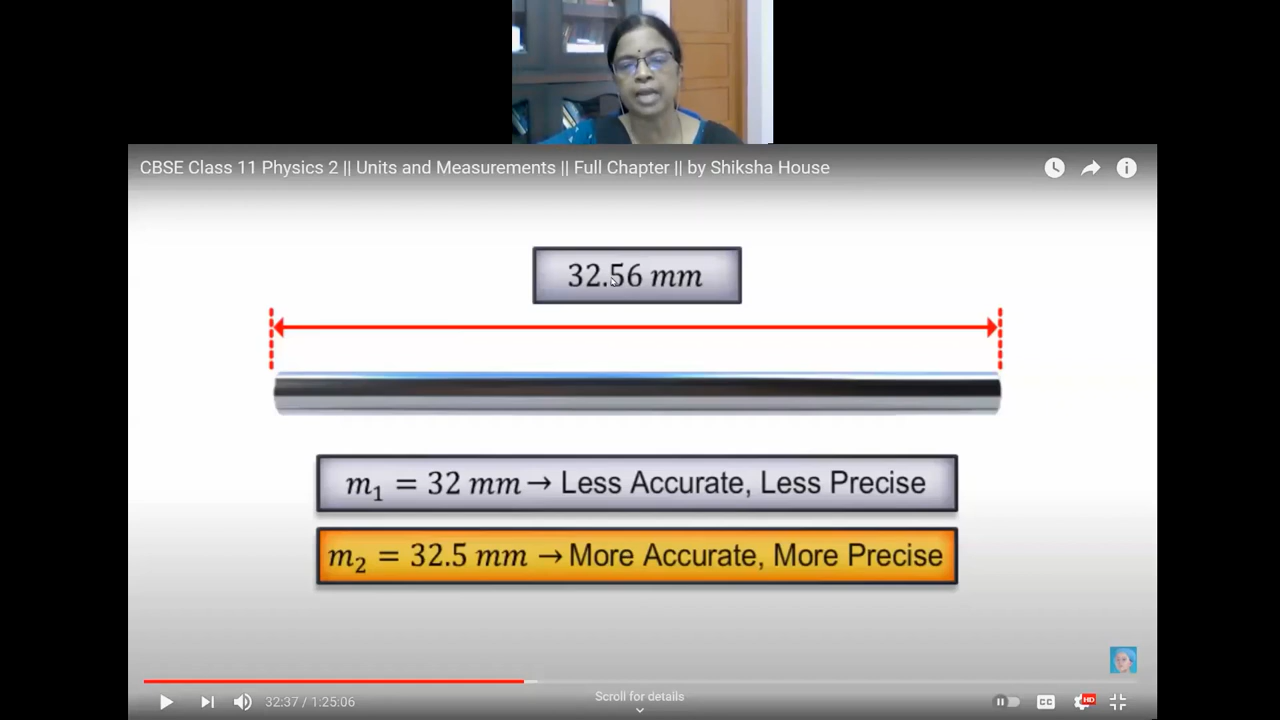 CBSE Class 11 Physics 2 || Units and Measurements || Full Chapter || by Shiksha House
32.56 mm
m₁ = 32 mm → Less Accurate, Less Precise
m₂ = 32.5 mm → More Accurate, More Precise
32:37 / 1:25:06
Scroll for details
CC
HD